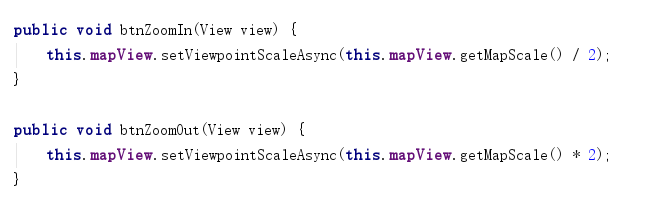 public void btnZoomIn(View view) {
    this.mapView.setViewpointScaleAsync(this.mapView.getMapScale() / 2);
}

public void btnZoomOut(View view) {
    this.mapView.setViewpointScaleAsync(this.mapView.getMapScale() * 2);
}